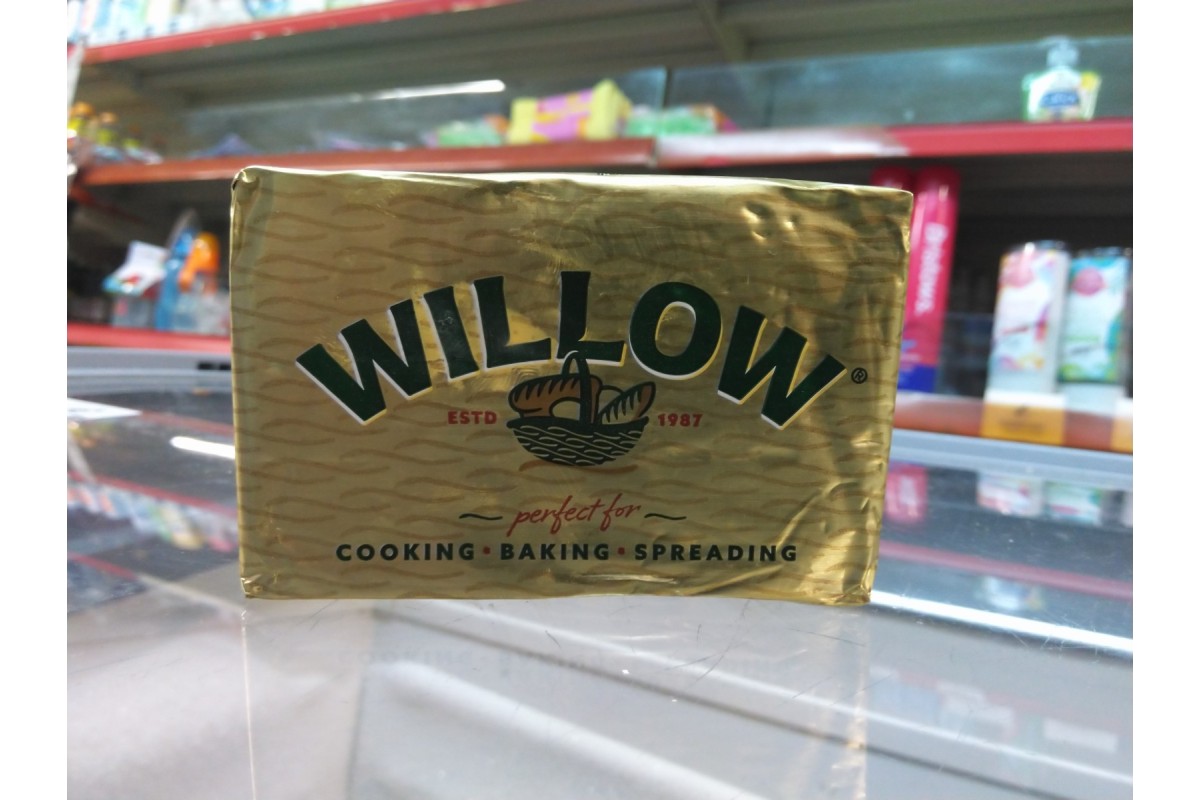 WILLOW®
ESTD 1987
perfect for
COOKING • BAKING • SPREADING